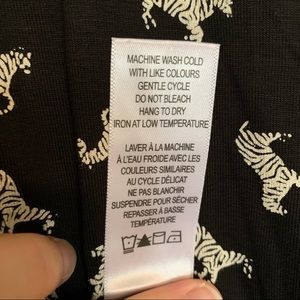 MACHINE WASH COLD
WITH LIKE COLOURS
GENTLE CYCLE
DO NOT BLEACH
HANG TO DRY
IRON AT LOW TEMPERATURE
LAVER À LA MACHINE
À L'EAU FROIDE AVEC LES
COULEURS SIMILAIRES
AU CYCLE DÉLICAT
NE PAS BLANCHIR
SUSPENDRE POUR SÉCHER
REPASSER À BASSE
TEMPÉRATURE